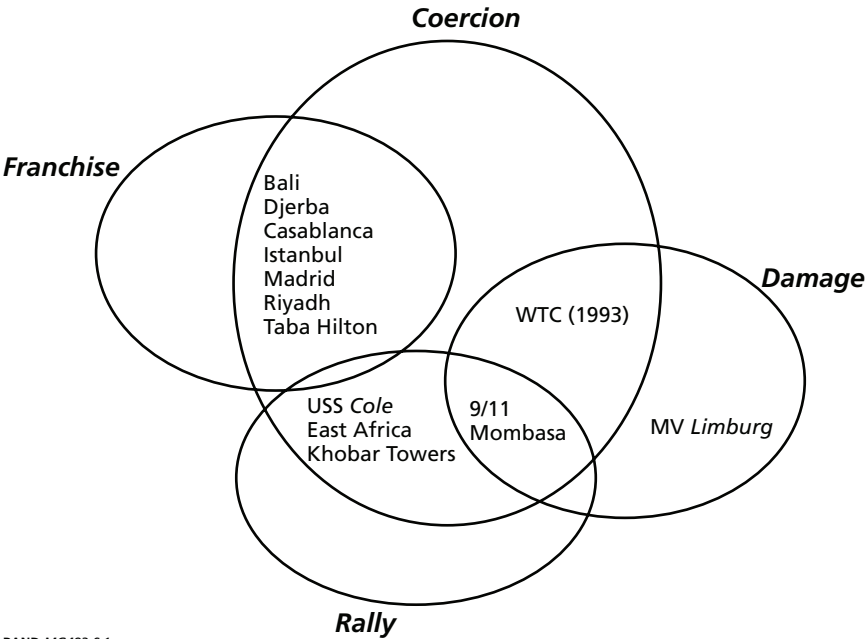 Coercion
Franchise
Bali
Djerba
Casablanca
Istanbul
Madrid
Riyadh
Taba Hilton
Damage
WTC (1993)
USS Cole
East Africa
Khobar Towers
9/11
Mombasa
MV Limburg
Rally